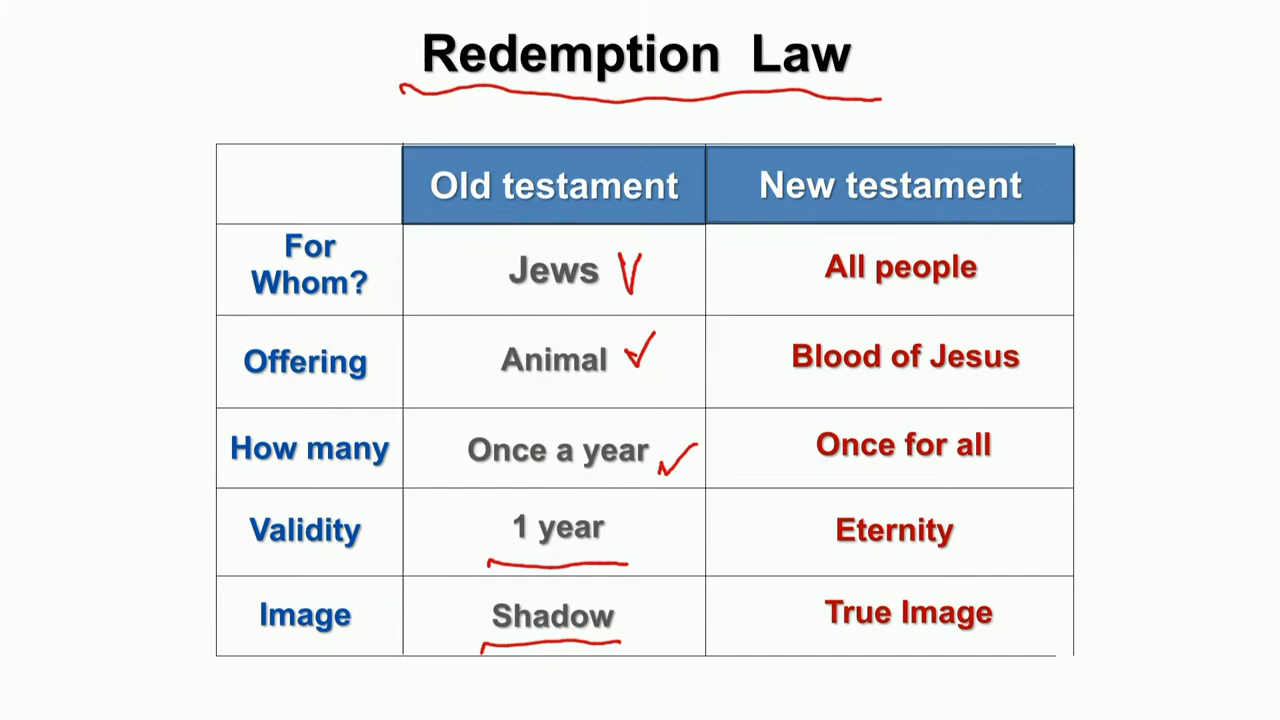 Redemption Law
Old testament New testament
For
Whom? Jews All people
Offering Animal Blood of Jesus
How many Once a year Once for all
Validity 1 year Eternity
Image Shadow True Image